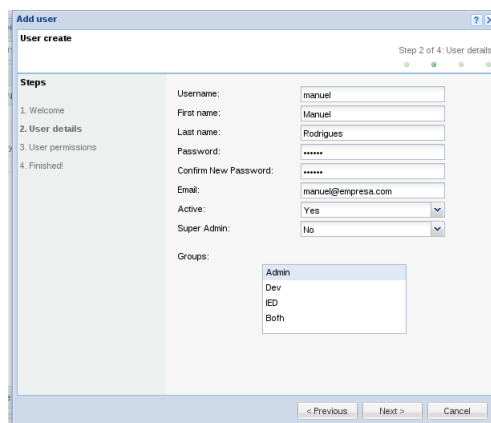 Add user
User create
Step 2 of 4: User details
Steps
1. Welcome
2. User details
3. User permissions
4. Finished!
Username: manuel
First name: Manuel
Last name: Rodrigues
Password: ••••••
Confirm New Password: ••••••
Email: manuel@empresa.com
Active: Yes
Super Admin: No
Groups:
Admin
Dev
IED
Bofh
< Previous
Next >
Cancel